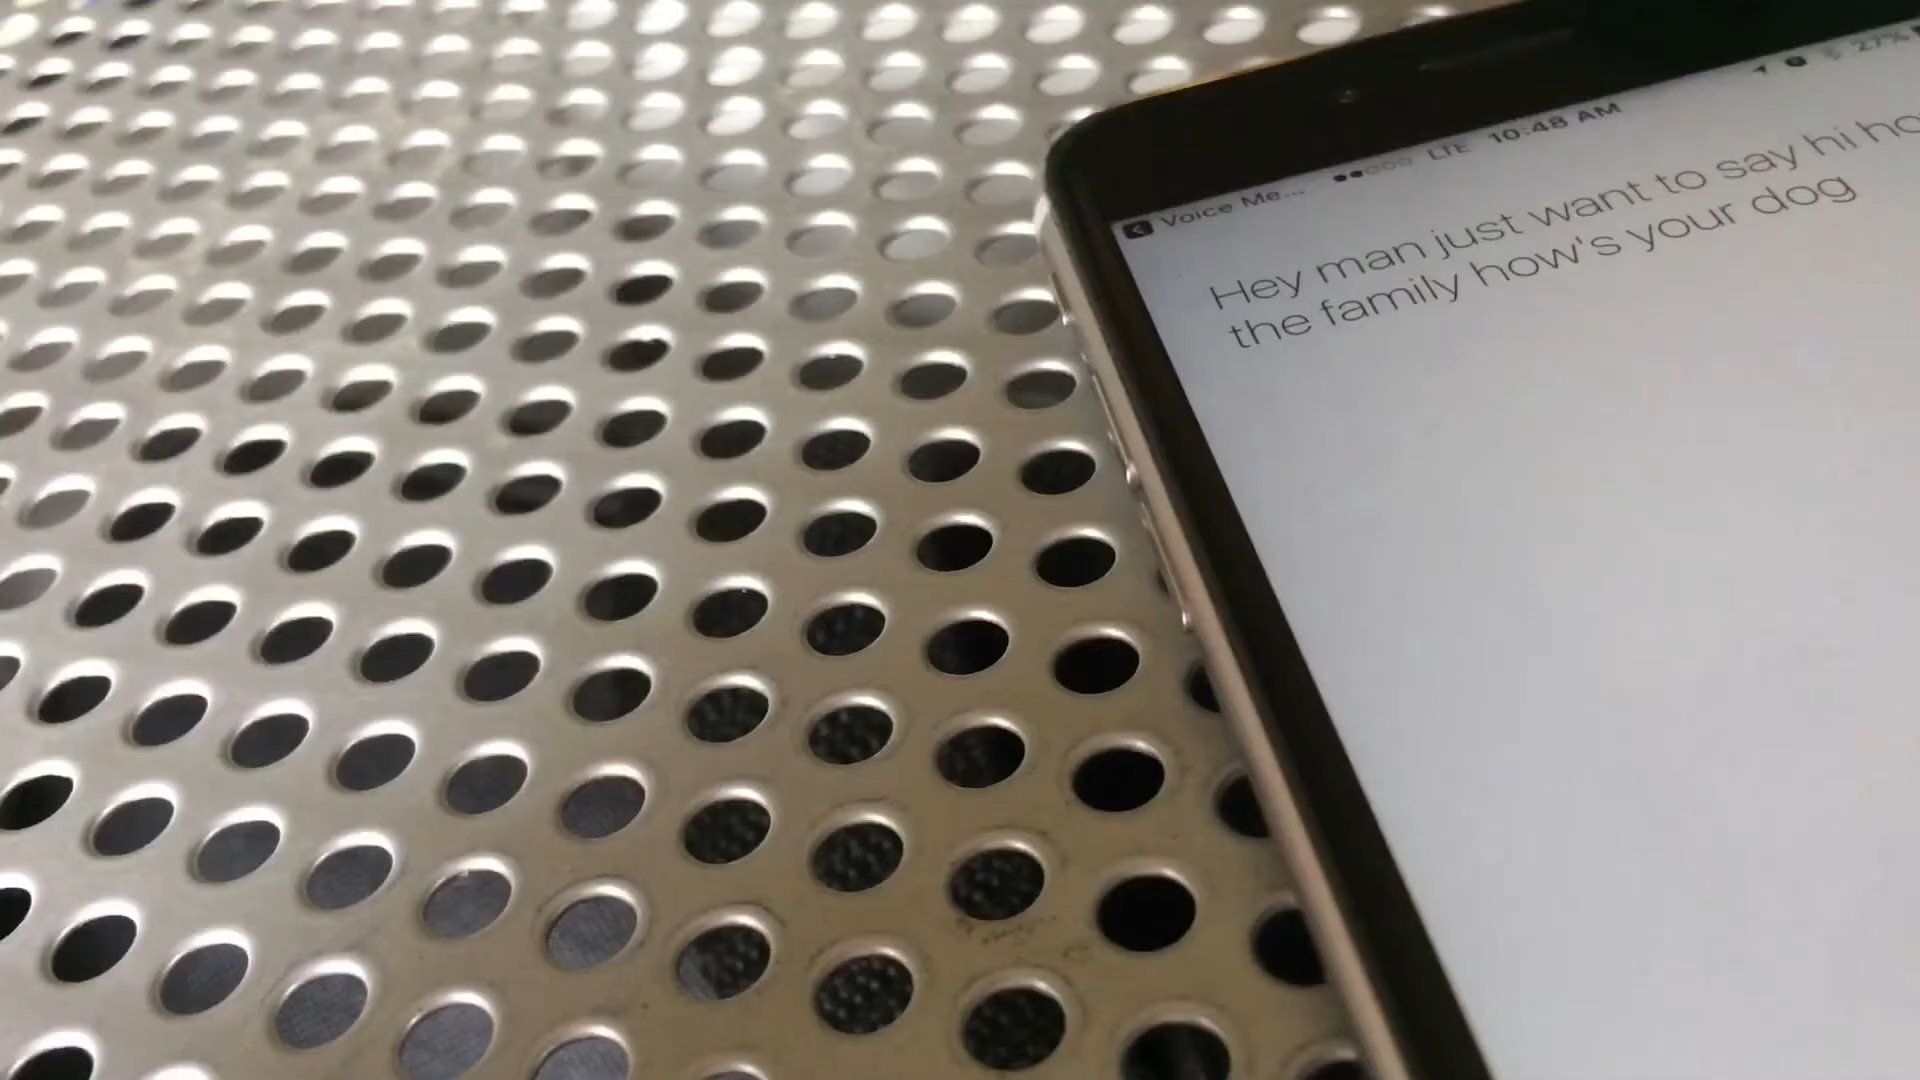 Voice Me... LTE 10:48 AM 27%
Hey man just want to say hi ho
the family how's your dog